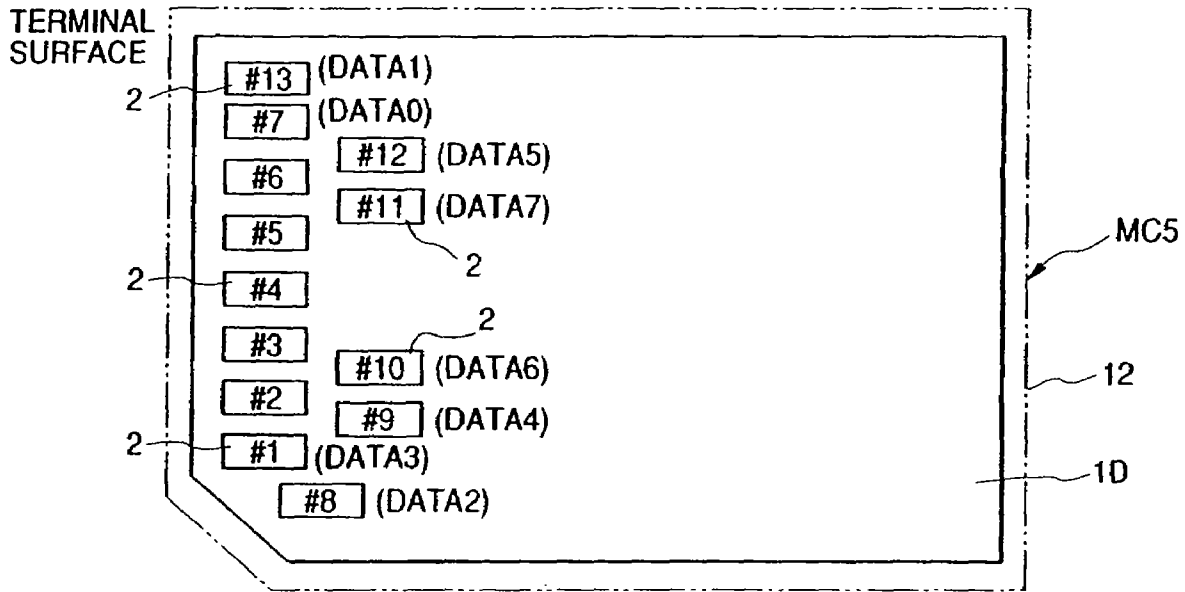 TERMINAL
SURFACE
2 #13 (DATA1)
#7 (DATA0)
#12 (DATA5)
#6
#11 (DATA7)
#5
MC5
2
2 #4
2
#3
#10 (DATA6)
12
#2
#9 (DATA4)
2 #1 (DATA3)
1D
#8 (DATA2)